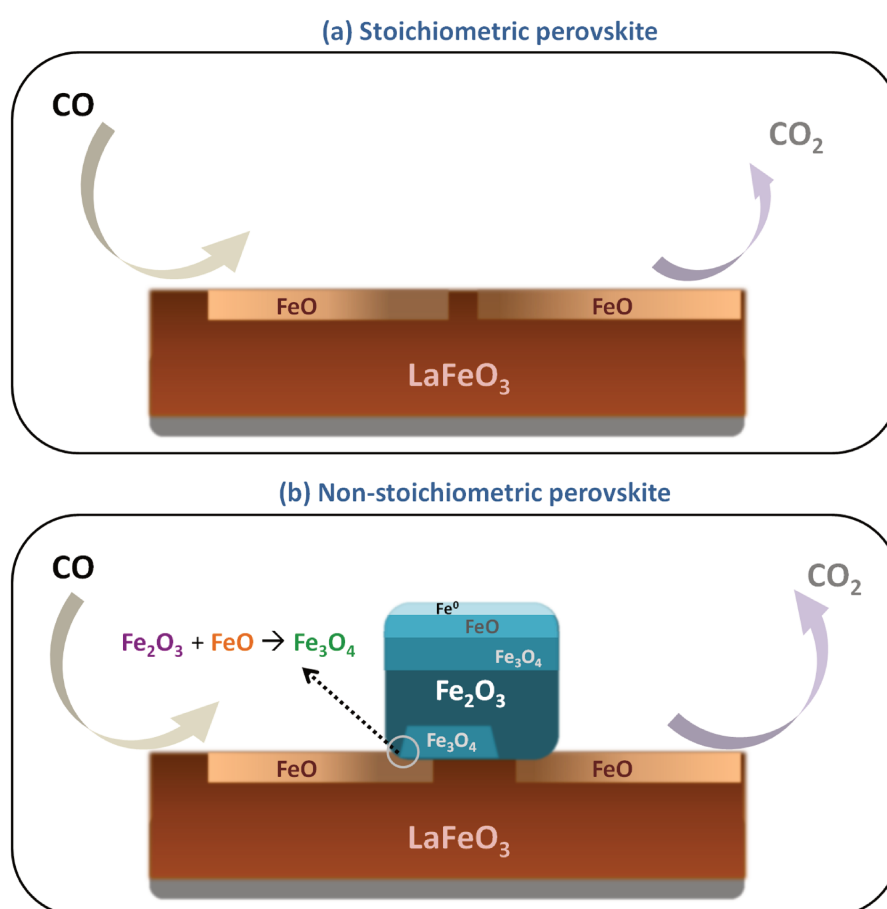 (a) Stoichiometric perovskite
CO
CO₂
FeO
FeO
LaFeO₃
(b) Non-stoichiometric perovskite
CO
CO₂
Fe⁰
FeO
Fe₂O₃ + FeO → Fe₃O₄
Fe₃O₄
Fe₂O₃
Fe₃O₄
FeO
FeO
LaFeO₃